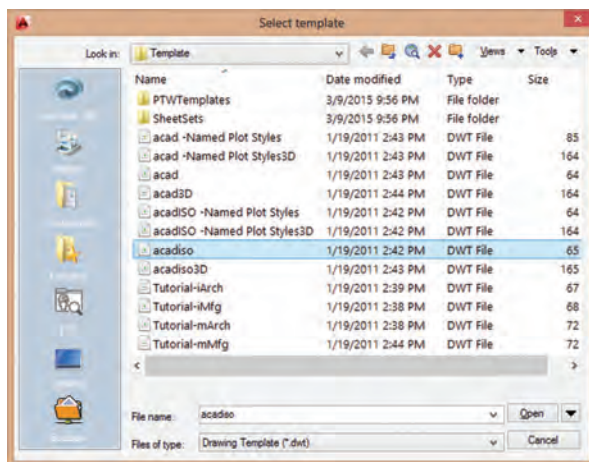 Select template
Look in: Template Views Tools
Name Date modified Type Size
PTWTemplates 3/9/2015 9:56 PM File folder
SheetSets 3/9/2015 9:56 PM File folder
acad -Named Plot Styles 1/19/2011 2:43 PM DWT File 85
acad -Named Plot Styles3D 1/19/2011 2:43 PM DWT File 164
acad 1/19/2011 2:43 PM DWT File 64
acad3D 1/19/2011 2:44 PM DWT File 164
acadISO -Named Plot Styles 1/19/2011 2:42 PM DWT File 64
acadISO -Named Plot Styles3D 1/19/2011 2:42 PM DWT File 164
acadiso 1/19/2011 2:42 PM DWT File 65
acadiso3D 1/19/2011 2:43 PM DWT File 165
Tutorial-iArch 1/19/2011 2:39 PM DWT File 67
Tutorial-iMfg 1/19/2011 2:38 PM DWT File 68
Tutorial-mArch 1/19/2011 2:38 PM DWT File 72
Tutorial-mMfg 1/19/2011 2:44 PM DWT File 72
File name: acadiso Open
Files of type: Drawing Template (*.dwt) Cancel